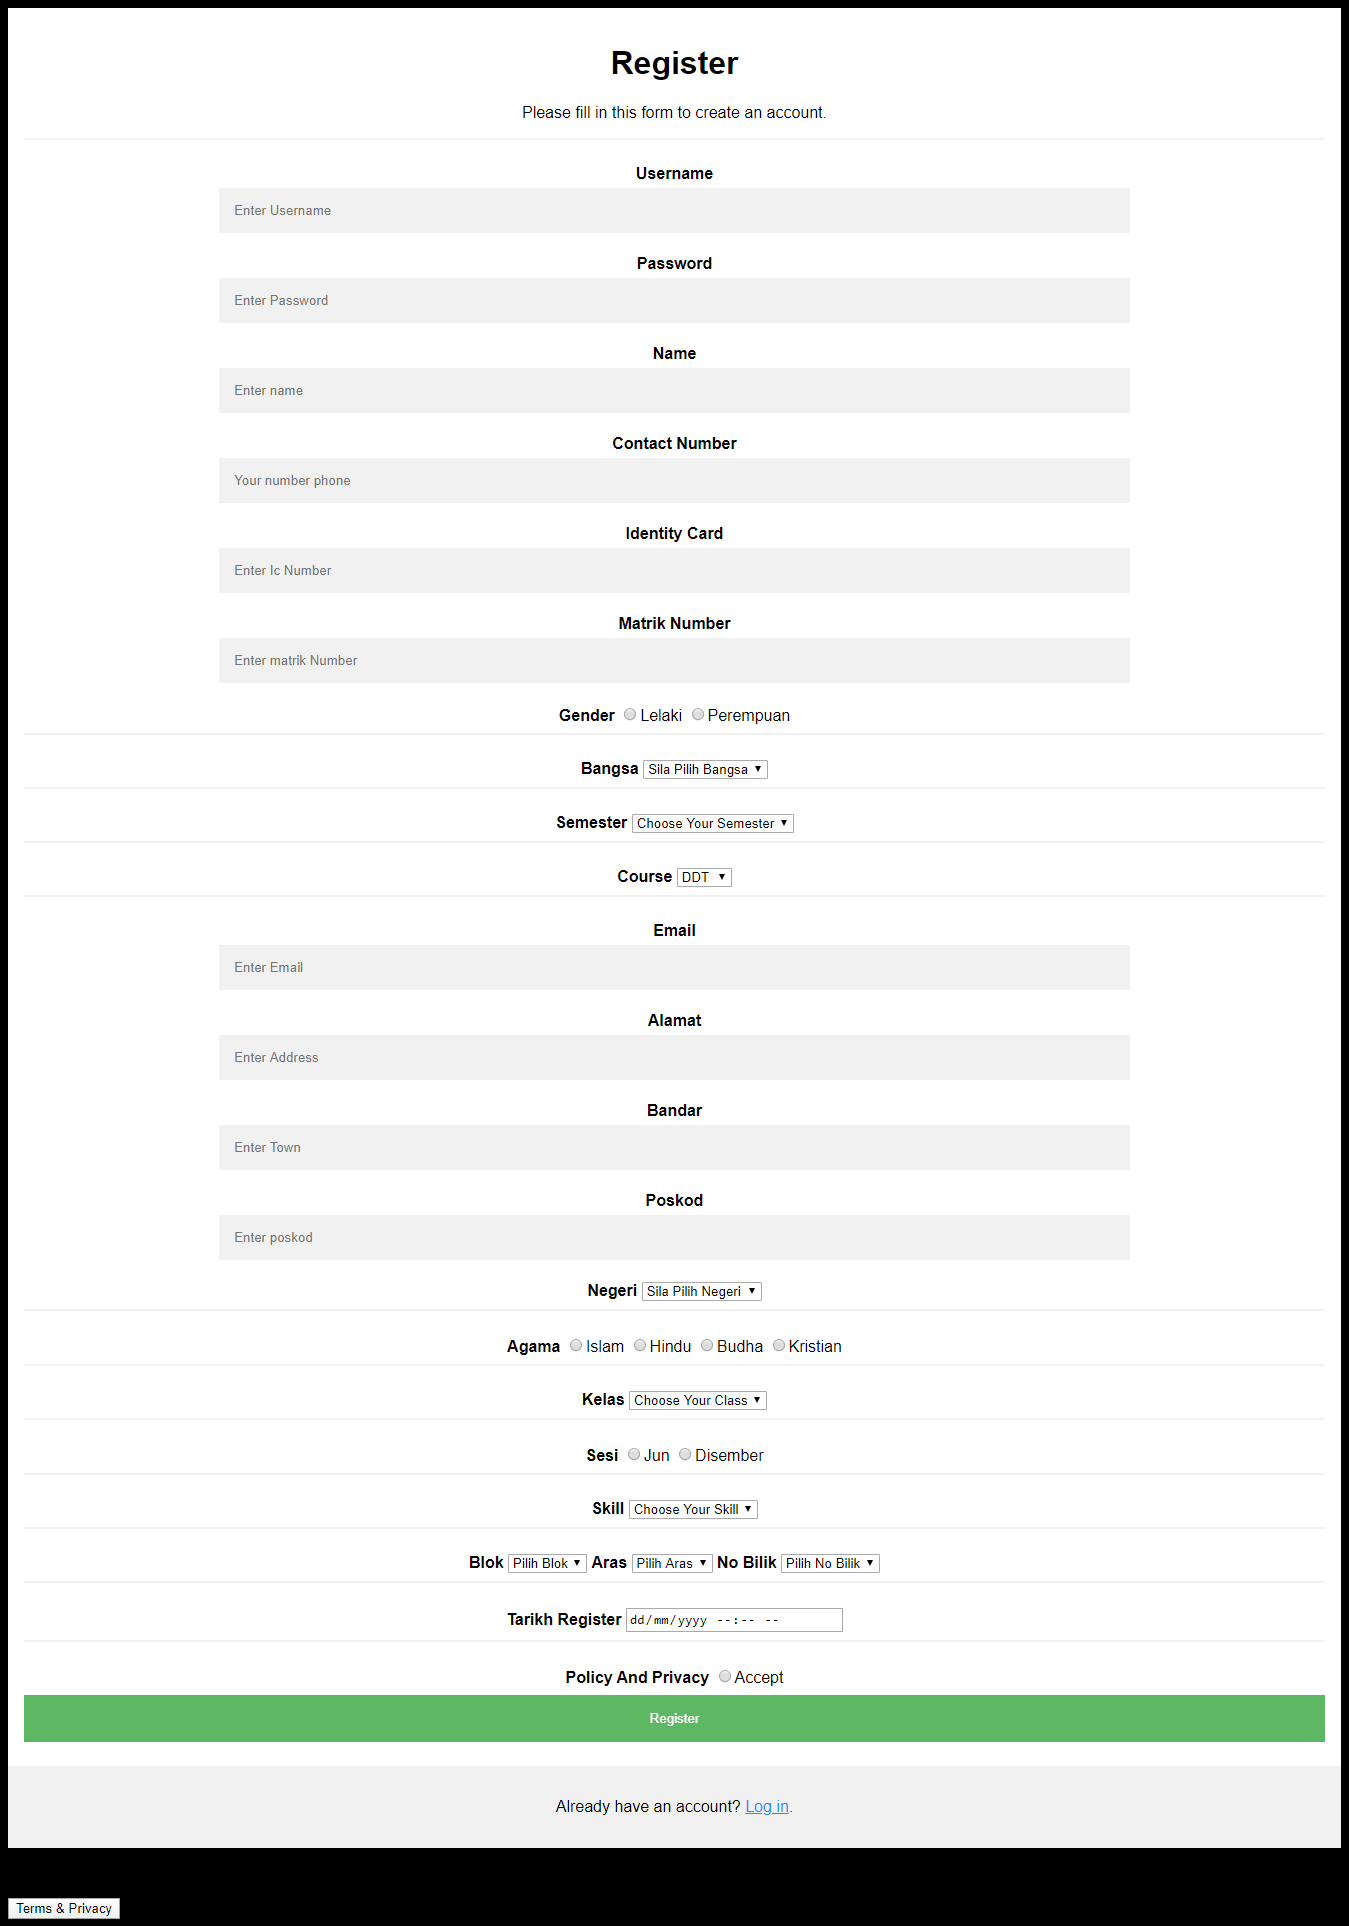 Register
Please fill in this form to create an account.
Username
Enter Username
Password
Enter Password
Name
Enter name
Contact Number
Your number phone
Identity Card
Enter Ic Number
Matrik Number
Enter matrik Number
Gender Lelaki Perempuan
Bangsa Sila Pilih Bangsa
Semester Choose Your Semester
Course DDT
Email
Enter Email
Alamat
Enter Address
Bandar
Enter Town
Poskod
Enter poskod
Negeri Sila Pilih Negeri
Agama Islam Hindu Budha Kristian
Kelas Choose Your Class
Sesi Jun Disember
Skill Choose Your Skill
Blok Pilih Blok Aras Pilih Aras No Bilik Pilih No Bilik
Tarikh Register dd/mm/yyyy --:-- --
Policy And Privacy Accept
Register
Already have an account? Log in.
Terms & Privacy